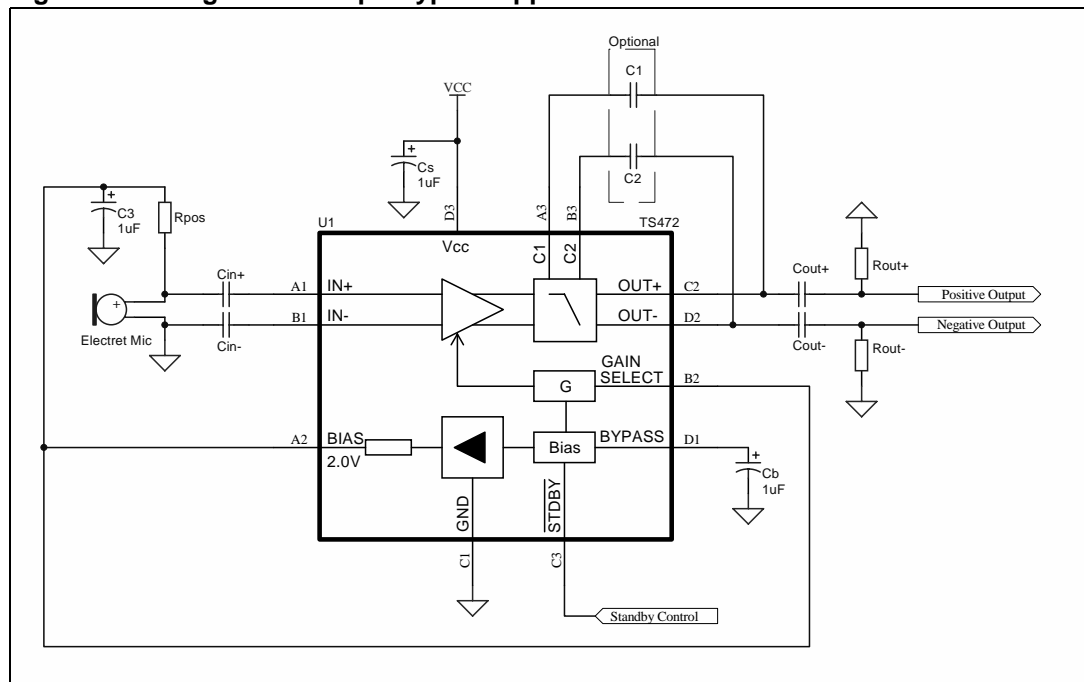 Optional
C1
VCC
Cs
1uF
C2
C3
1uF
Rpos
D3
A3
B3
U1
TS472
Vcc
C1
C2
Cin+
A1
IN+
OUT+
C2
Cout+
Rout+
Positive Output
Electret Mic
B1
IN-
OUT-
D2
Negative Output
Cin-
Cout-
Rout-
GAIN
SELECT
B2
G
A2
BIAS
2.0V
Bias
BYPASS
D1
Cb
1uF
GND
STDBY
C1
C3
Standby Control